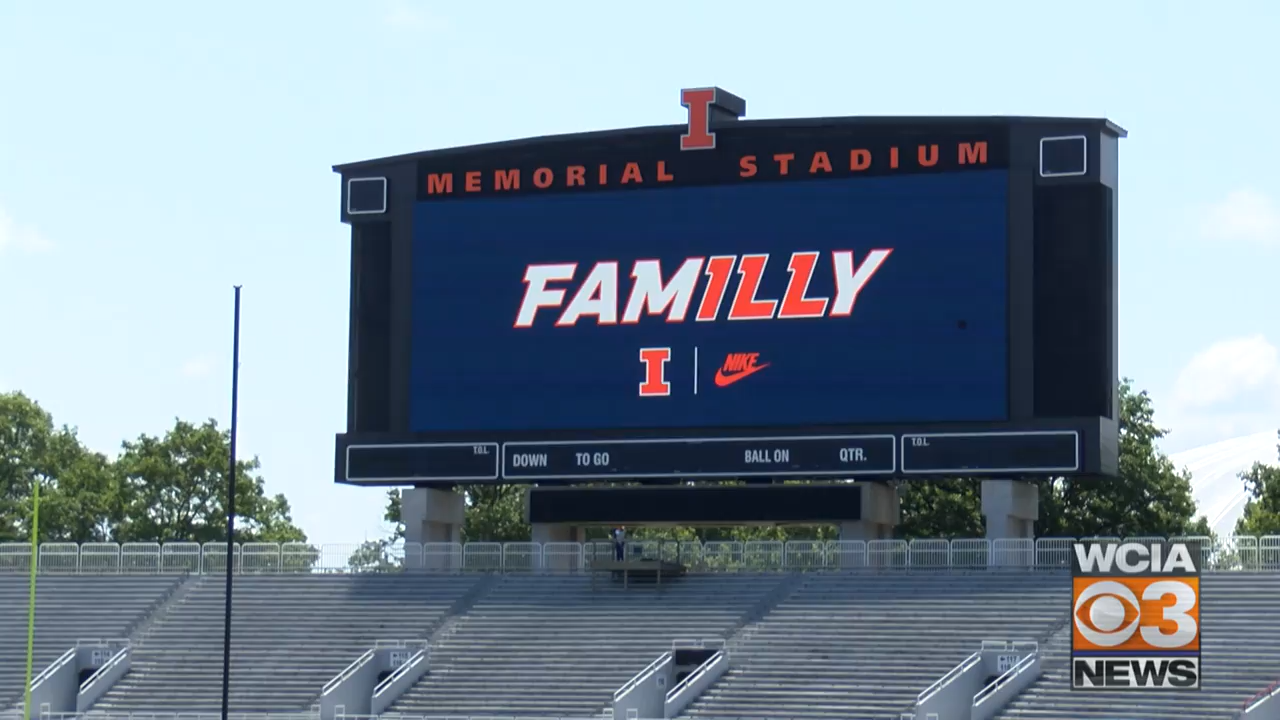 I
MEMORIAL STADIUM
FAMILLY
I | NIKE
T.O.L.
DOWN TO GO BALL ON QTR.
T.O.L.
WCIA
3
NEWS